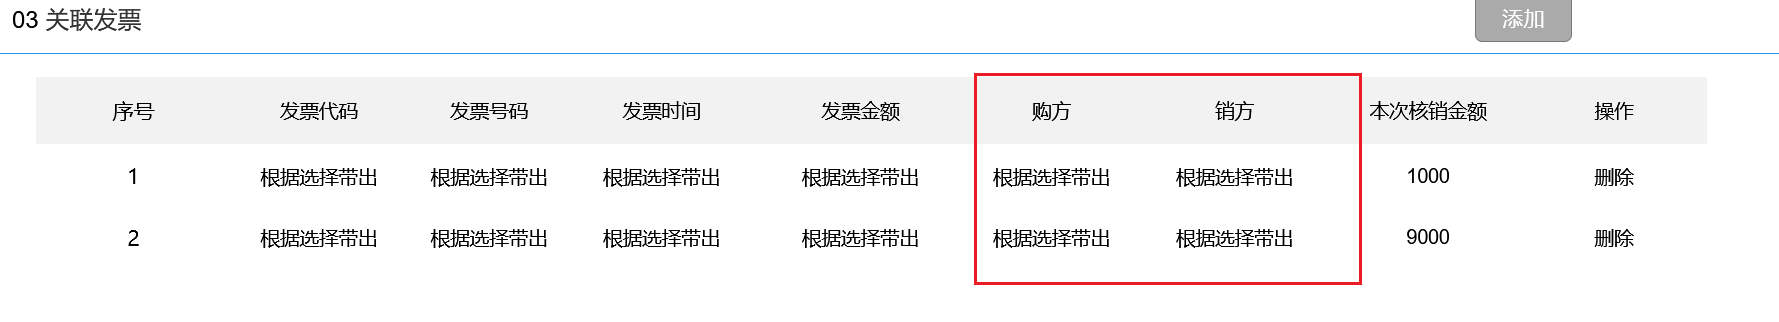 03 关联发票 添加
序号 发票代码 发票号码 发票时间 发票金额 购方 销方 本次核销金额 操作
1 根据选择带出 根据选择带出 根据选择带出 根据选择带出 根据选择带出 根据选择带出 1000 删除
2 根据选择带出 根据选择带出 根据选择带出 根据选择带出 根据选择带出 根据选择带出 9000 删除